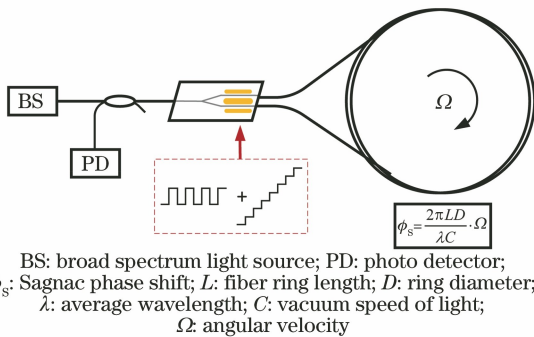 BS
PD
+
Ω
ϕs=2πLD/λC·Ω
BS: broad spectrum light source; PD: photo detector;
s: Sagnac phase shift; L: fiber ring length; D: ring diameter;
λ: average wavelength; C: vacuum speed of light;
Ω: angular velocity